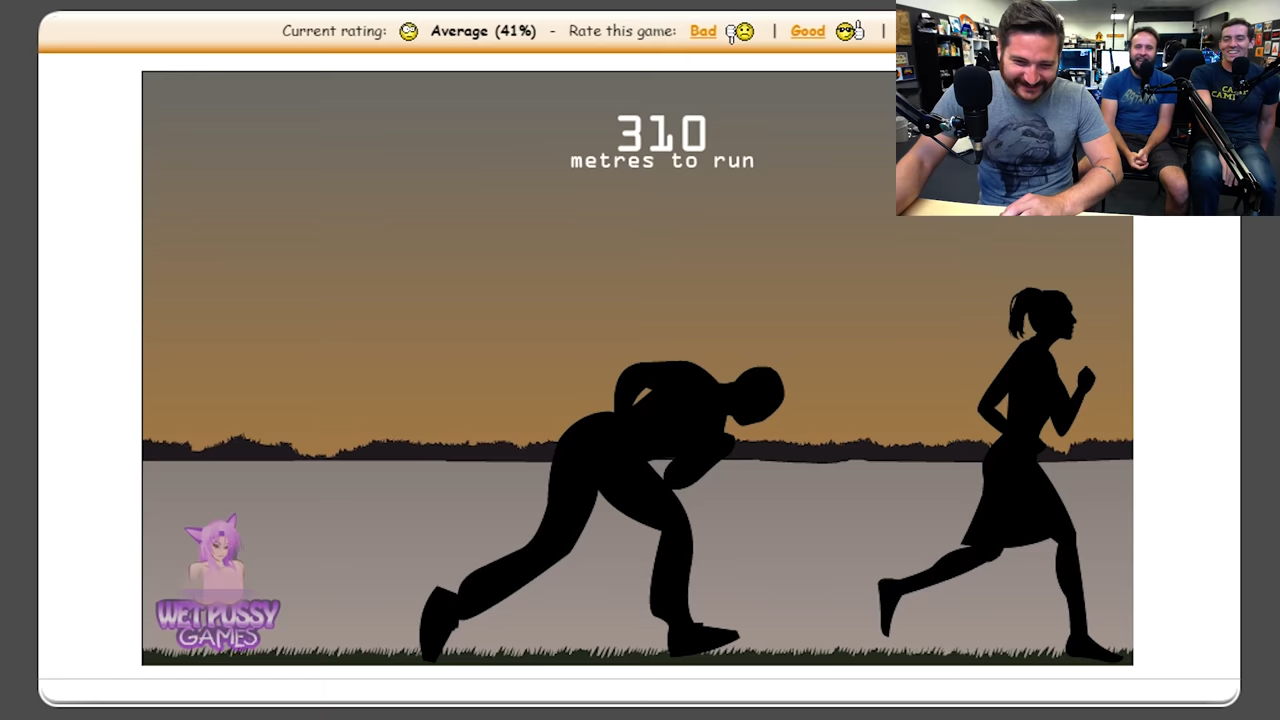 Current rating: Average (41%) - Rate this game: Bad | Good |
310
metres to run
WET PUSSY
GAMES